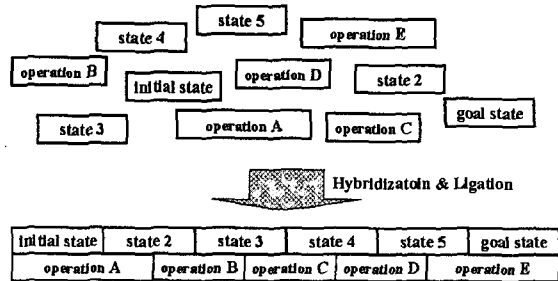 state 5
state 4
operation E
operation B
operation D
state 2
initial state
goal state
state 3
operation A
operation C
Hybridizatoin & Ligation
initial state state 2 state 3 state 4 state 5 goal state
operation A operation B operation C operation D operation E